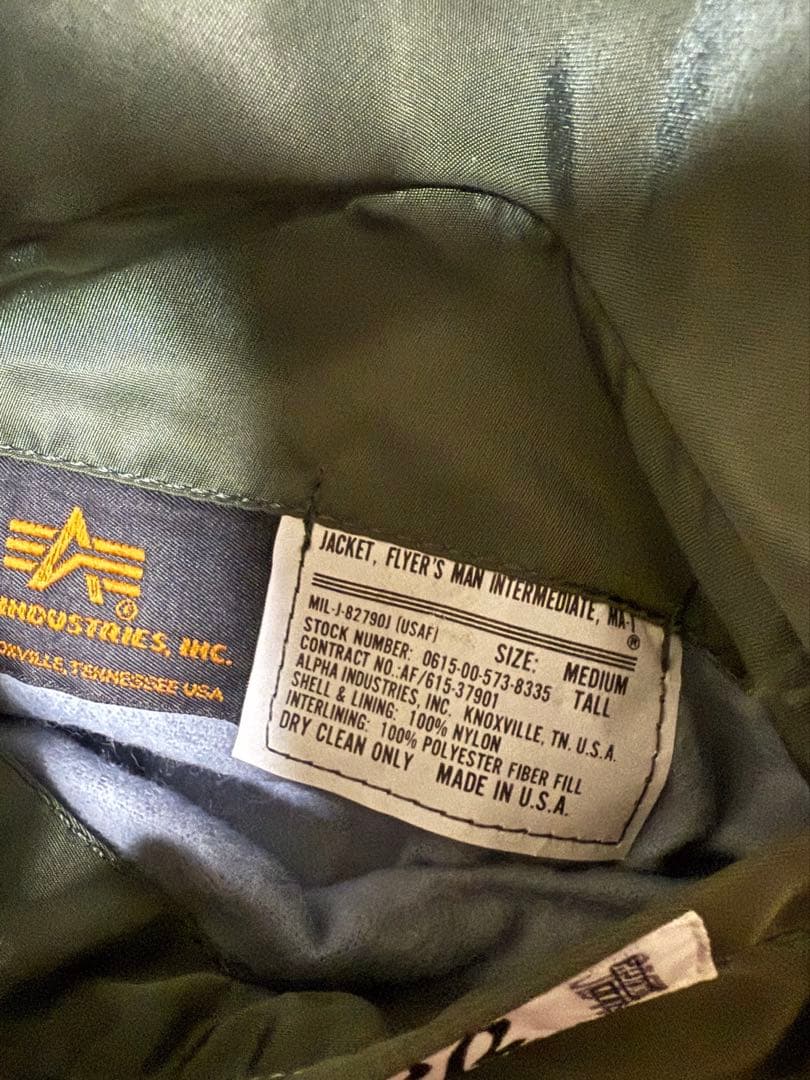 INDUSTRIES, INC.
TENNESSEE USA
JACKET, FLYER'S MAN INTERMEDIATE, MA-1
®
MIL-J-82790J (USAF)
SIZE: MEDIUM
STOCK NUMBER: 0615-00-573-8335 TALL
CONTRACT NO.:AF/615-37901
ALPHA INDUSTRIES, INC. KNOXVILLE, TN. U.S.A.
SHELL & LINING: 100% NYLON
INTERLINING: 100% POLYESTER FIBER FILL
DRY CLEAN ONLY MADE IN U.S.A.